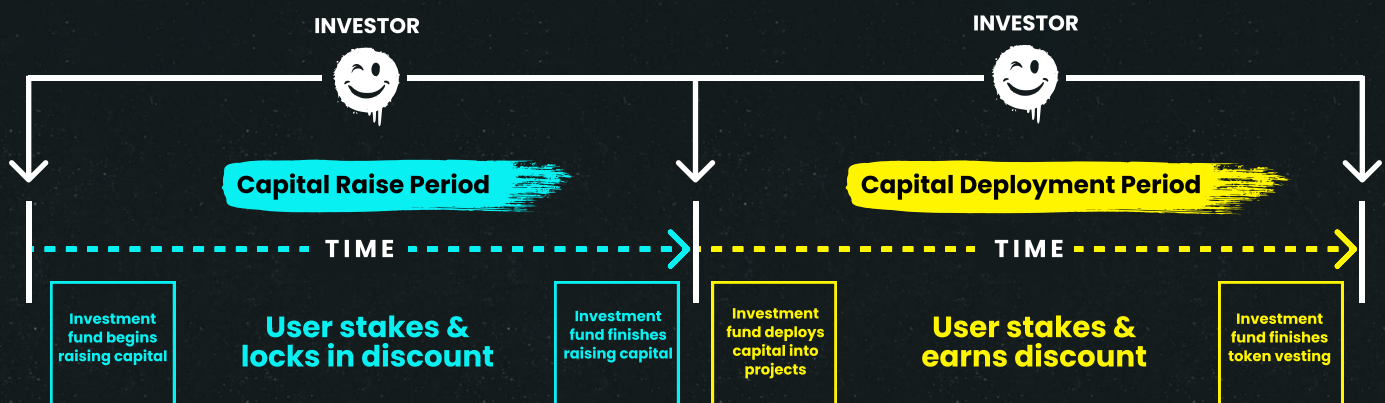 INVESTOR
INVESTOR
Capital Raise Period
Capital Deployment Period
TIME
TIME
Investment
fund begins
raising capital
User stakes &
locks in discount
Investment
fund finishes
raising capital
Investment
fund deploys
capital into
projects
User stakes &
earns discount
Investment
fund finishes
token vesting